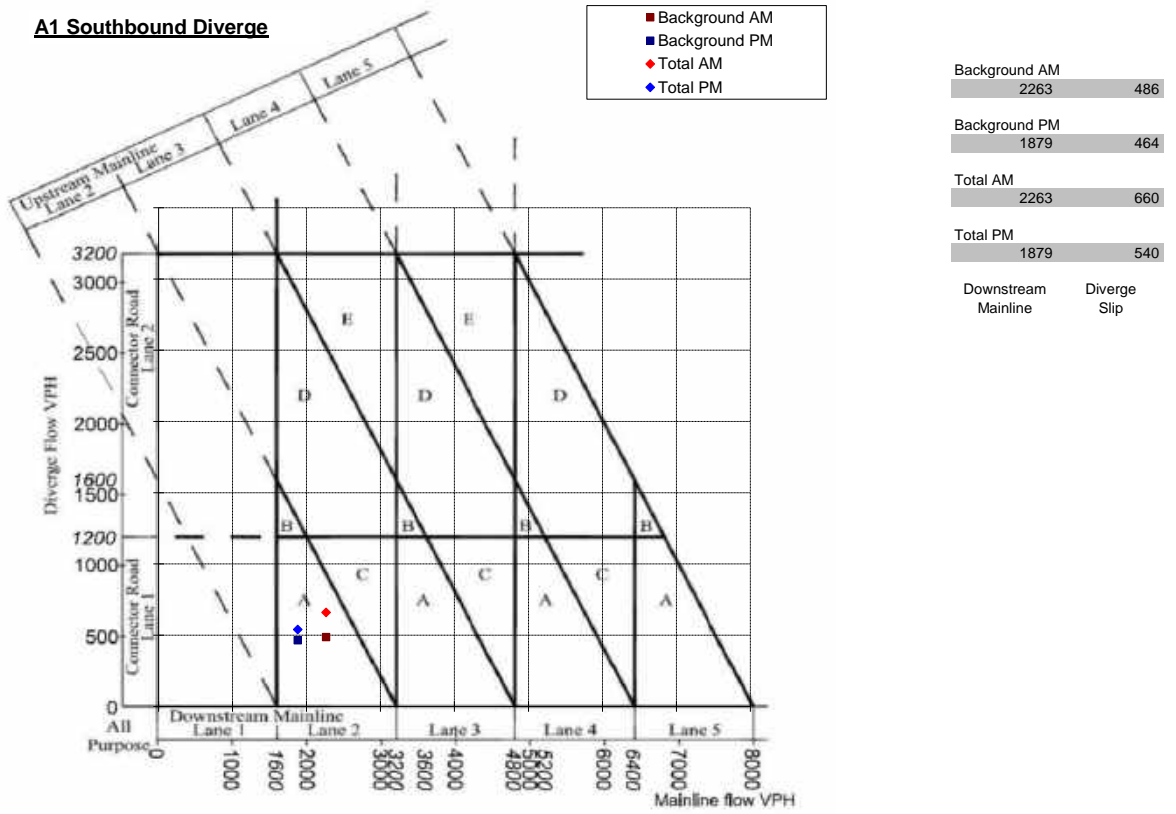 A1 Southbound Diverge
Background AM
Background PM
Total AM
Total PM
Background AM
2263 486
Background PM
1879 464
Total AM
2263 660
Total PM
1879 540
Downstream Mainline
Diverge Slip
Upstream Mainline
Lane 2
Lane 3
Lane 4
Lane 5
Diverge Flow VPH
Connector Road
Lane 2
Connector Road
Lane 1
3200
3000
2500
2000
1600
1500
1200
1000
500
0
E E
D D D
B B B B
C C C
A A A A
All
Purpose
Downstream Mainline
Lane 1 Lane 2 Lane 3 Lane 4 Lane 5
0 1000 1600 2000 3000 3200 3600 4000 4800 5000 5200 6000 6400 7000 8000
Mainline flow VPH